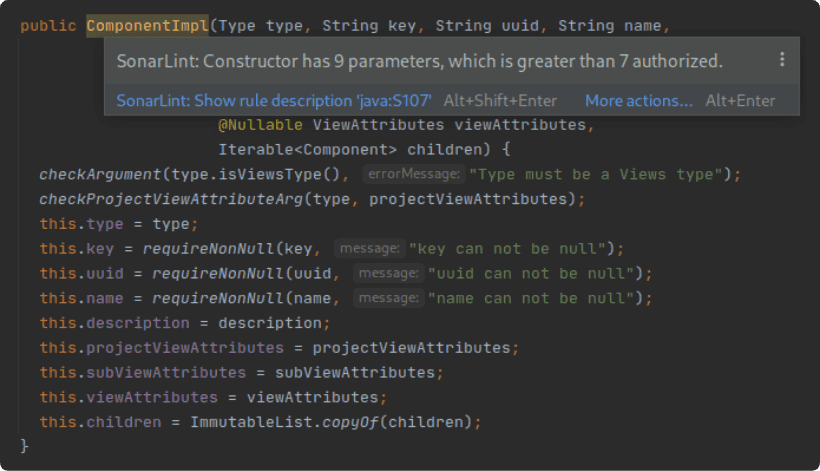 public ComponentImpl(Type type, String key, String uuid, String name,
SonarLint: Constructor has 9 parameters, which is greater than 7 authorized.
SonarLint: Show rule description 'java:S107' Alt+Shift+Enter More actions... Alt+Enter
@Nullable ViewAttributes viewAttributes,
Iterable<Component> children) {
checkArgument(type.isViewsType(), errorMessage: "Type must be a Views type");
checkProjectViewAttributeArg(type, projectViewAttributes);
this.type = type;
this.key = requireNonNull(key, message: "key can not be null");
this.uuid = requireNonNull(uuid, message: "uuid can not be null");
this.name = requireNonNull(name, message: "name can not be null");
this.description = description;
this.projectViewAttributes = projectViewAttributes;
this.subViewAttributes = subViewAttributes;
this.viewAttributes = viewAttributes;
this.children = ImmutableList.copyOf(children);
}